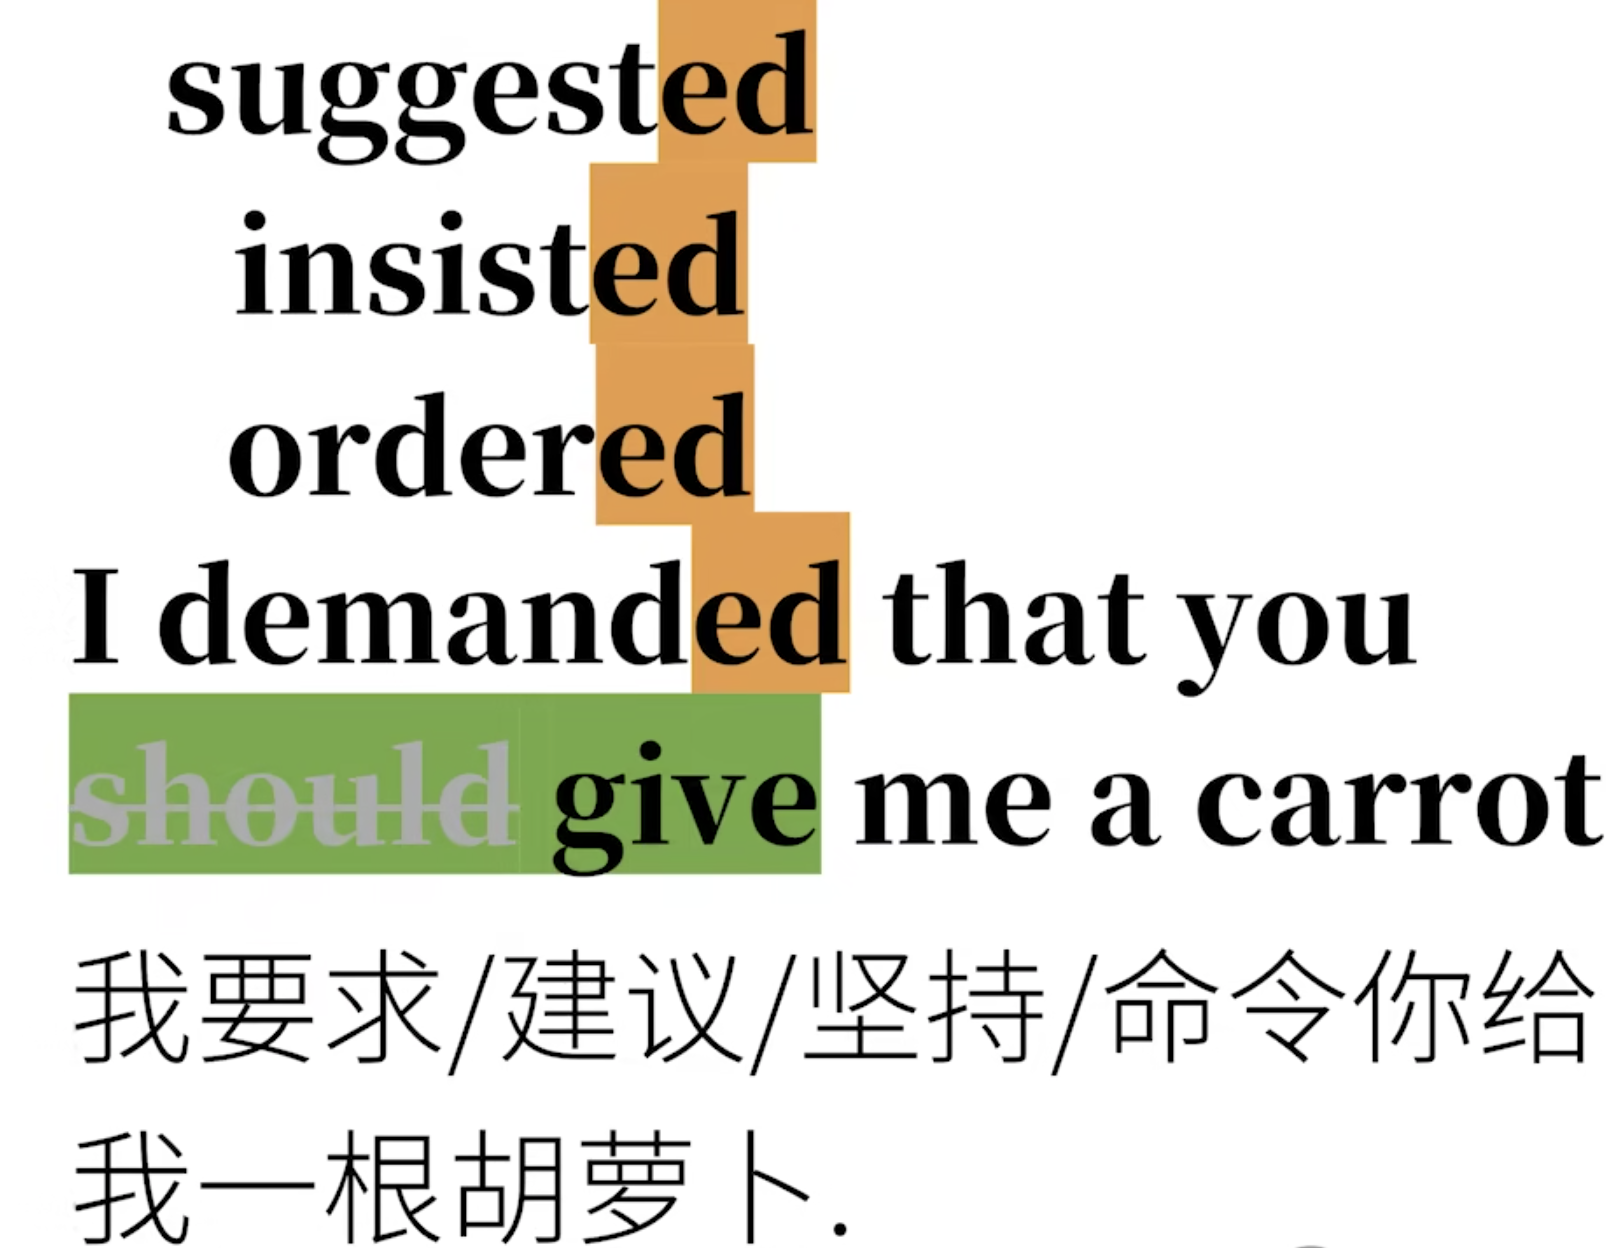 suggested
insisted
ordered
I demanded that you
should give me a carrot
我要求/建议/坚持/命令你给
我一根胡萝卜.